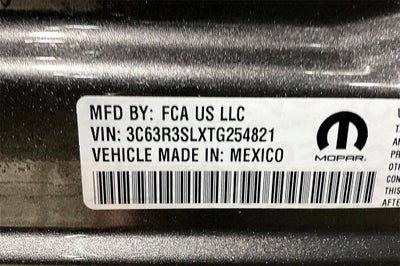 MFD BY: FCA US LLC
VIN: 3C63R3SLXTG254821
VEHICLE MADE IN: MEXICO
MOPAR